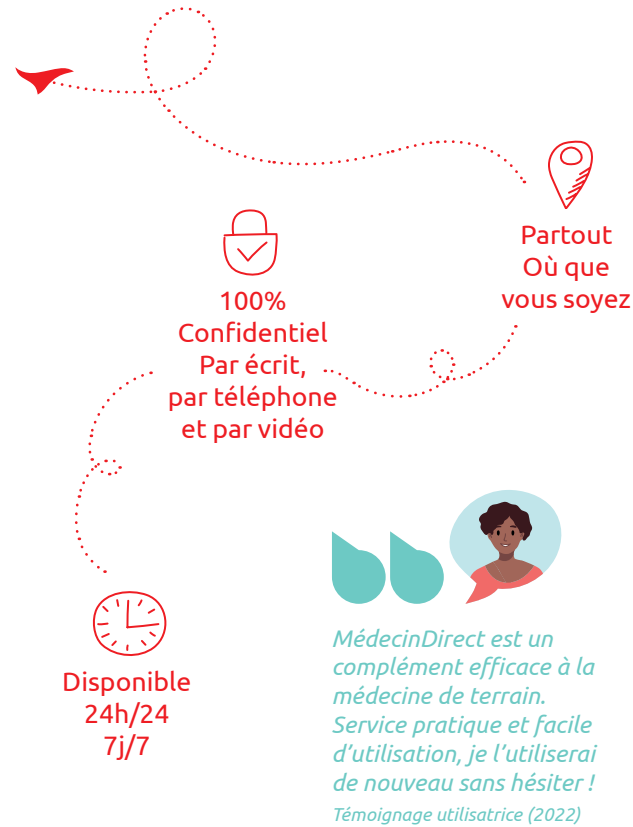 Partout
Où que
vous soyez
100%
Confidentiel
Par écrit,
par téléphone
et par vidéo
Disponible
24h/24
7j/7
MédecinDirect est un
complément efficace à la
médecine de terrain.
Service pratique et facile
d’utilisation, je l’utiliserai
de nouveau sans hésiter !
Témoignage utilisatrice (2022)